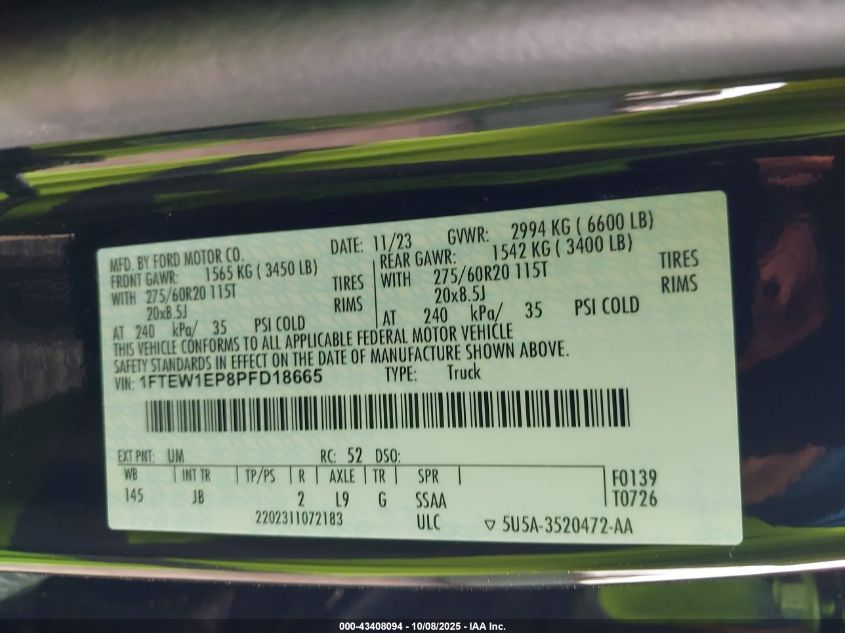 MFD. BY FORD MOTOR CO. DATE: 11/23 GVWR: 2994 KG ( 6600 LB)
FRONT GAWR: 1565 KG ( 3450 LB) REAR GAWR: 1542 KG ( 3400 LB)
WITH 275/60R20 115T TIRES WITH 275/60R20 115T TIRES
20x8.5J RIMS 20x8.5J RIMS
AT 240 kPa/ 35 PSI COLD AT 240 kPa/ 35 PSI COLD
THIS VEHICLE CONFORMS TO ALL APPLICABLE FEDERAL MOTOR VEHICLE
SAFETY STANDARDS IN EFFECT ON THE DATE OF MANUFACTURE SHOWN ABOVE.
VIN: 1FTEW1EP8PFD18665 TYPE: Truck
EXT PNT: UM RC: 52 DSO:
WB INT TR TP/PS R AXLE TR SPR F0139
145 JB 2 L9 G SSAA T0726
2202311072183 ULC ▽ 5U5A-3520472-AA
000-43408094 - 10/08/2025 - IAA Inc.